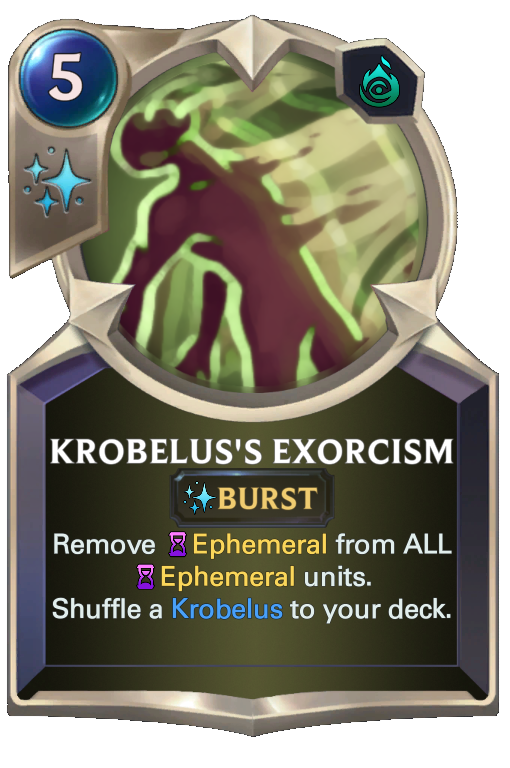 5
KROBELUS'S EXORCISM
BURST
Remove Ephemeral from ALL
Ephemeral units.
Shuffle a Krobelus to your deck.